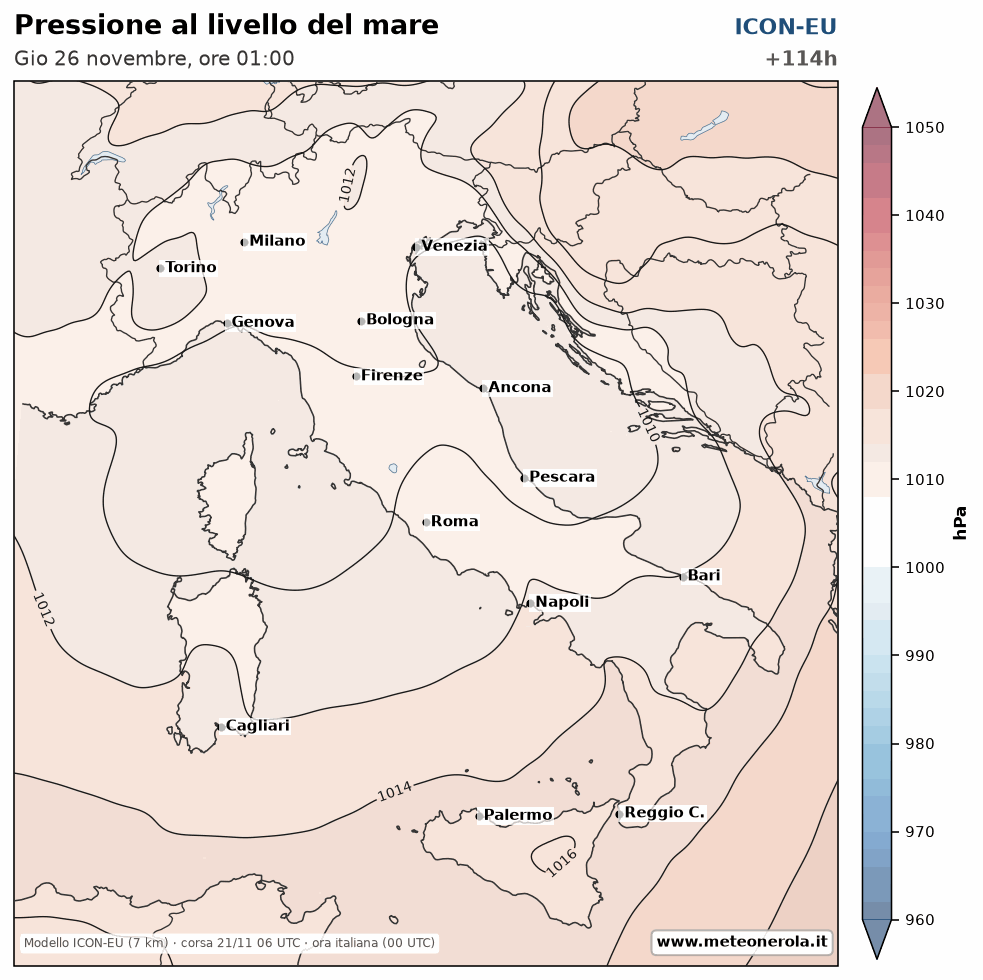 Pressione al livello del mare
ICON-EU
Gio 26 novembre, ore 01:00
+114h
1012
Milano
Venezia
Torino
Genova
Bologna
Firenze
Ancona
1010
Pescara
Roma
Bari
Napoli
1012
Cagliari
1014
Palermo
Reggio C.
1016
Modello ICON-EU (7 km) · corsa 21/11 06 UTC · ora italiana (00 UTC)
www.meteonerola.it
1050
1040
1030
1020
1010
1000
990
980
970
960
hPa